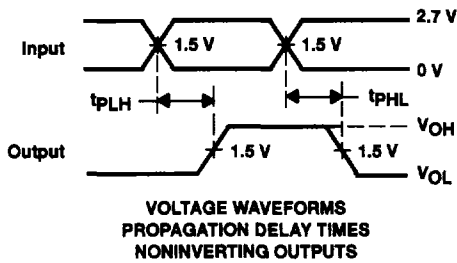 2.7 V
Input 1.5 V 1.5 V
0 V
tPLH tPHL
VOH
Output 1.5 V 1.5 V
VOL
VOLTAGE WAVEFORMS
PROPAGATION DELAY TIMES
NONINVERTING OUTPUTS